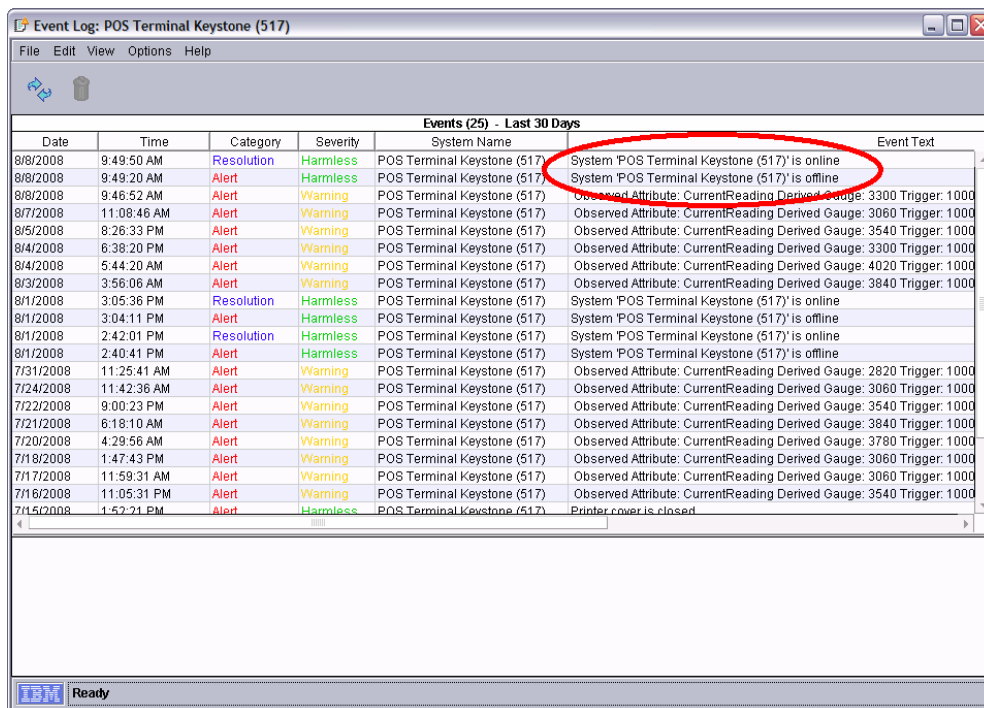 Event Log: POS Terminal Keystone (517)
File Edit View Options Help
Events (25) - Last 30 Days
Date Time Category Severity System Name Event Text
8/8/2008 9:49:50 AM Resolution Harmless POS Terminal Keystone (517) System 'POS Terminal Keystone (517)' is online
8/8/2008 9:49:20 AM Alert Harmless POS Terminal Keystone (517) System 'POS Terminal Keystone (517)' is offline
8/8/2008 9:46:52 AM Alert Warning POS Terminal Keystone (517) Observed Attribute: CurrentReading Derived Gauge: 3300 Trigger: 1000
8/7/2008 11:08:46 AM Alert Warning POS Terminal Keystone (517) Observed Attribute: CurrentReading Derived Gauge: 3060 Trigger: 1000
8/5/2008 8:26:33 PM Alert Warning POS Terminal Keystone (517) Observed Attribute: CurrentReading Derived Gauge: 3540 Trigger: 1000
8/4/2008 6:38:20 PM Alert Warning POS Terminal Keystone (517) Observed Attribute: CurrentReading Derived Gauge: 3300 Trigger: 1000
8/4/2008 5:44:20 AM Alert Warning POS Terminal Keystone (517) Observed Attribute: CurrentReading Derived Gauge: 4020 Trigger: 1000
8/3/2008 3:56:06 AM Alert Warning POS Terminal Keystone (517) Observed Attribute: CurrentReading Derived Gauge: 3840 Trigger: 1000
8/1/2008 3:05:36 PM Resolution Harmless POS Terminal Keystone (517) System 'POS Terminal Keystone (517)' is online
8/1/2008 3:04:11 PM Alert Harmless POS Terminal Keystone (517) System 'POS Terminal Keystone (517)' is offline
8/1/2008 2:42:01 PM Resolution Harmless POS Terminal Keystone (517) System 'POS Terminal Keystone (517)' is online
8/1/2008 2:40:41 PM Alert Harmless POS Terminal Keystone (517) System 'POS Terminal Keystone (517)' is offline
7/31/2008 11:25:41 AM Alert Warning POS Terminal Keystone (517) Observed Attribute: CurrentReading Derived Gauge: 2820 Trigger: 1000
7/24/2008 11:42:36 AM Alert Warning POS Terminal Keystone (517) Observed Attribute: CurrentReading Derived Gauge: 3060 Trigger: 1000
7/22/2008 9:00:23 PM Alert Warning POS Terminal Keystone (517) Observed Attribute: CurrentReading Derived Gauge: 3540 Trigger: 1000
7/21/2008 6:18:10 AM Alert Warning POS Terminal Keystone (517) Observed Attribute: CurrentReading Derived Gauge: 3840 Trigger: 1000
7/20/2008 4:29:56 AM Alert Warning POS Terminal Keystone (517) Observed Attribute: CurrentReading Derived Gauge: 3780 Trigger: 1000
7/18/2008 1:47:43 PM Alert Warning POS Terminal Keystone (517) Observed Attribute: CurrentReading Derived Gauge: 3060 Trigger: 1000
7/17/2008 11:59:31 AM Alert Warning POS Terminal Keystone (517) Observed Attribute: CurrentReading Derived Gauge: 3060 Trigger: 1000
7/16/2008 11:05:31 PM Alert Warning POS Terminal Keystone (517) Observed Attribute: CurrentReading Derived Gauge: 3540 Trigger: 1000
7/15/2008 1:52:21 PM Alert Harmless POS Terminal Keystone (517) Printer cover is closed
IBM Ready